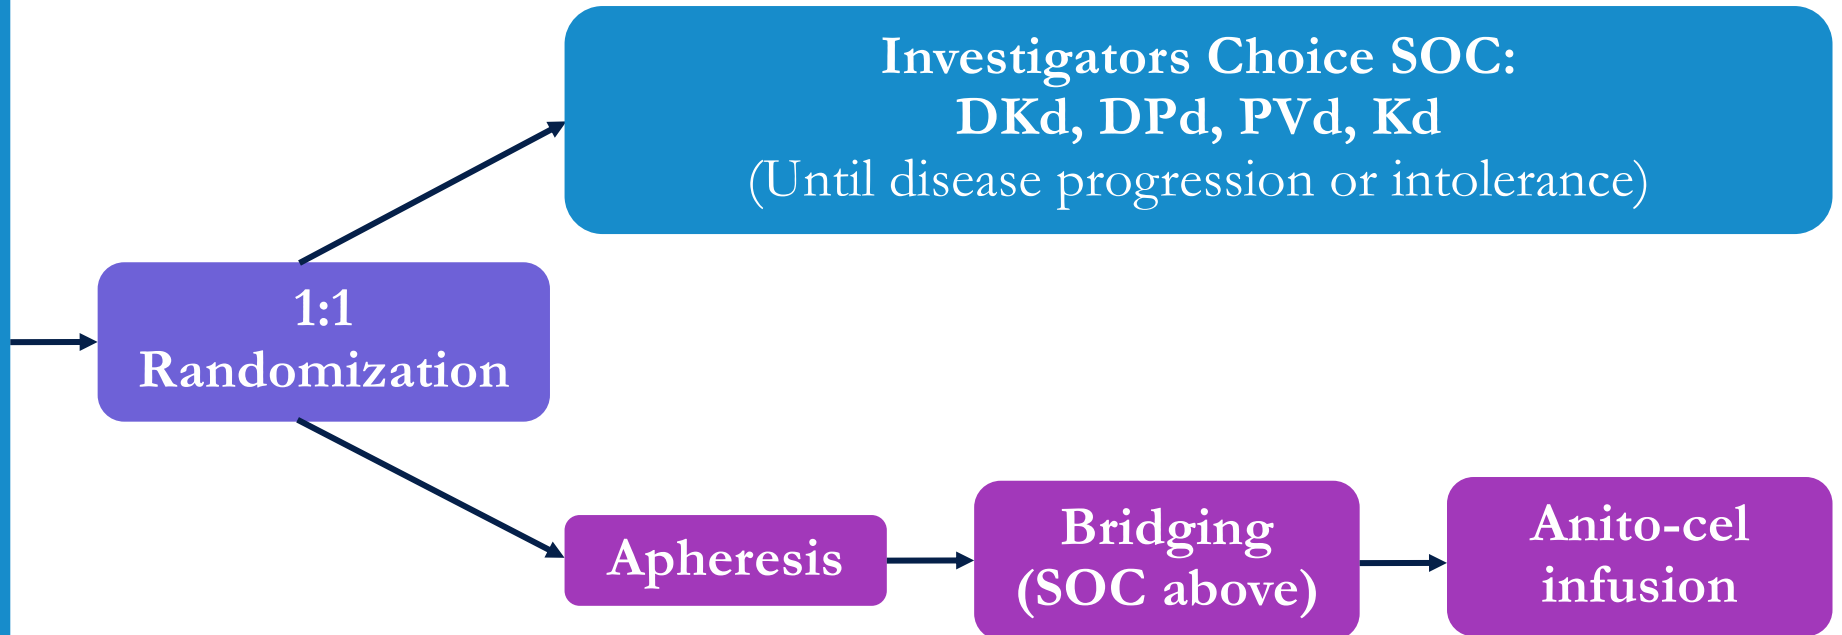 Investigators Choice SOC:
DKd, DPd, PVd, Kd
(Until disease progression or intolerance)
1:1
Randomization
Apheresis
Bridging
(SOC above)
Anito-cel
infusion